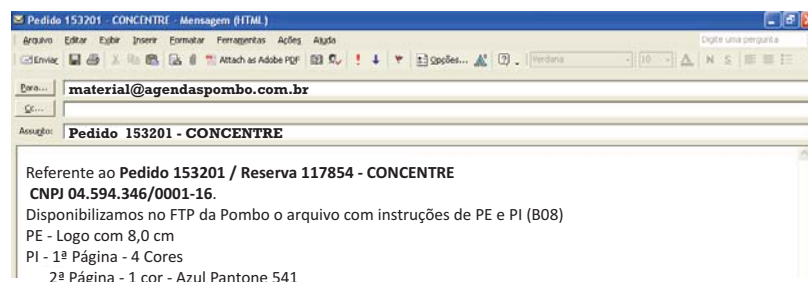 Pedido 153201 - CONCENTRE - Mensagem (HTML)
Arquivo Editar Exibir Inserir Formatar Ferramentas Ações Ajuda Digite uma pergunta
Enviar Attach as Adobe PDF Opções... Verdana 10 A N S
Para... material@agendaspombo.com.br
Cc...
Assunto: Pedido 153201 - CONCENTRE
Referente ao Pedido 153201 / Reserva 117854 - CONCENTRE
CNPJ 04.594.346/0001-16.
Disponibilizamos no FTP da Pombo o arquivo com instruções de PE e PI (B08)
PE - Logo com 8,0 cm
PI - 1ª Página - 4 Cores
2ª Página - 1 cor - Azul Pantone 541